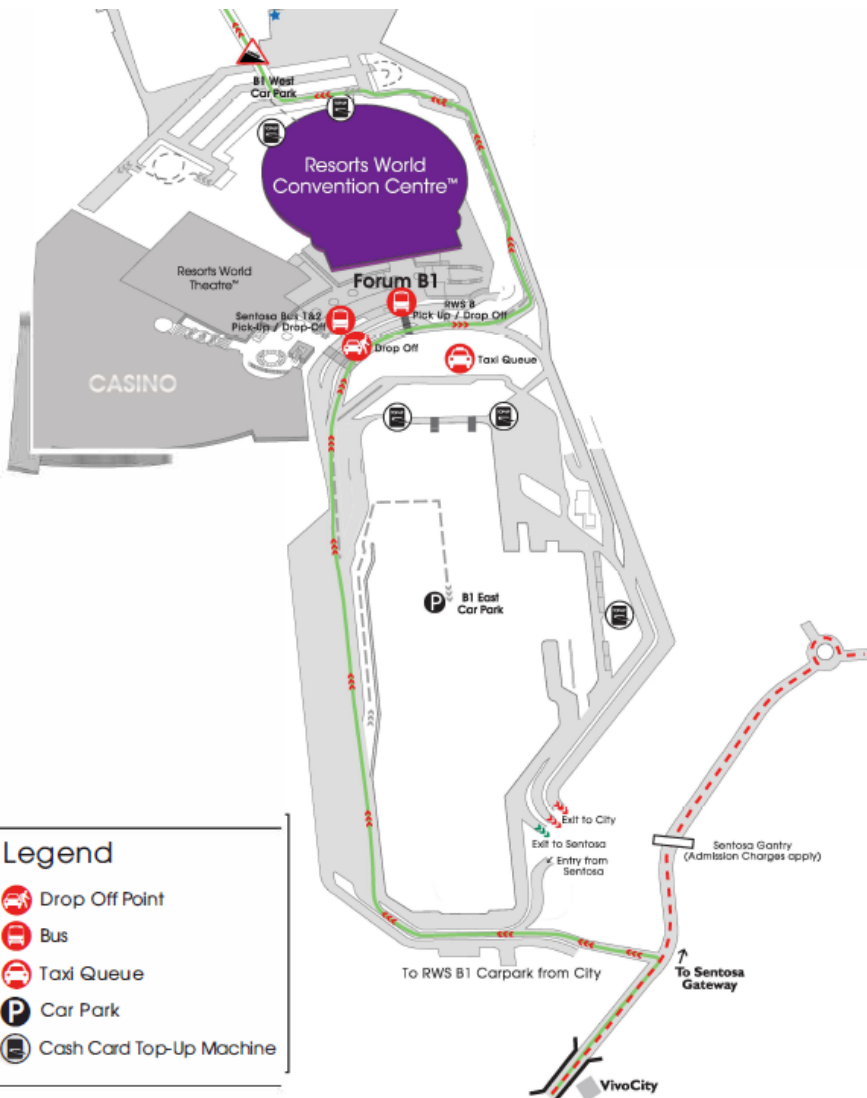 B1 West
Car Park
Resorts World
Convention Centre™
Resorts World
Theatre™
Forum B1
Sentosa Bus 1&2
Pick-Up / Drop-Off
RWS 8
Pick Up / Drop Off
Drop Off
Taxi Queue
CASINO
P
B1 East
Car Park
Exit to City
Exit to Sentosa
Entry from
Sentosa
Sentosa Gantry
(Admission Charges apply)
To RWS B1 Carpark from City
To Sentosa
Gateway
VivoCity
Legend
Drop Off Point
Bus
Taxi Queue
P Car Park
Cash Card Top-Up Machine